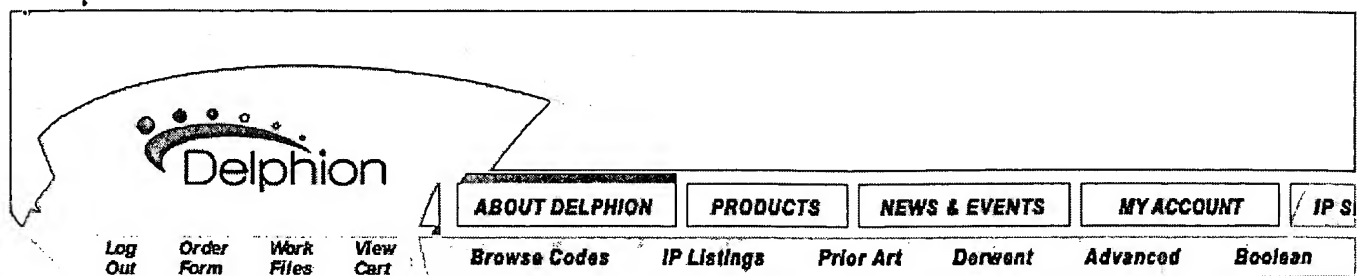 Delphion
ABOUT DELPHION PRODUCTS NEWS & EVENTS MY ACCOUNT IP S
Log Out Order Form Work Files View Cart Browse Codes IP Listings Prior Art Derwent Advanced Boolean